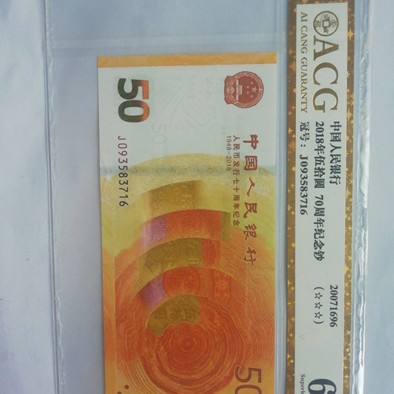 ACG
AI CANG GUARANTY
中国人民银行
2018年伍拾圆 70周年纪念钞
冠号: J093583716
20071696
(☆☆☆)
6
50
J093583716
中国人民银行
人民币发行七十周年纪念
1948-2018
50